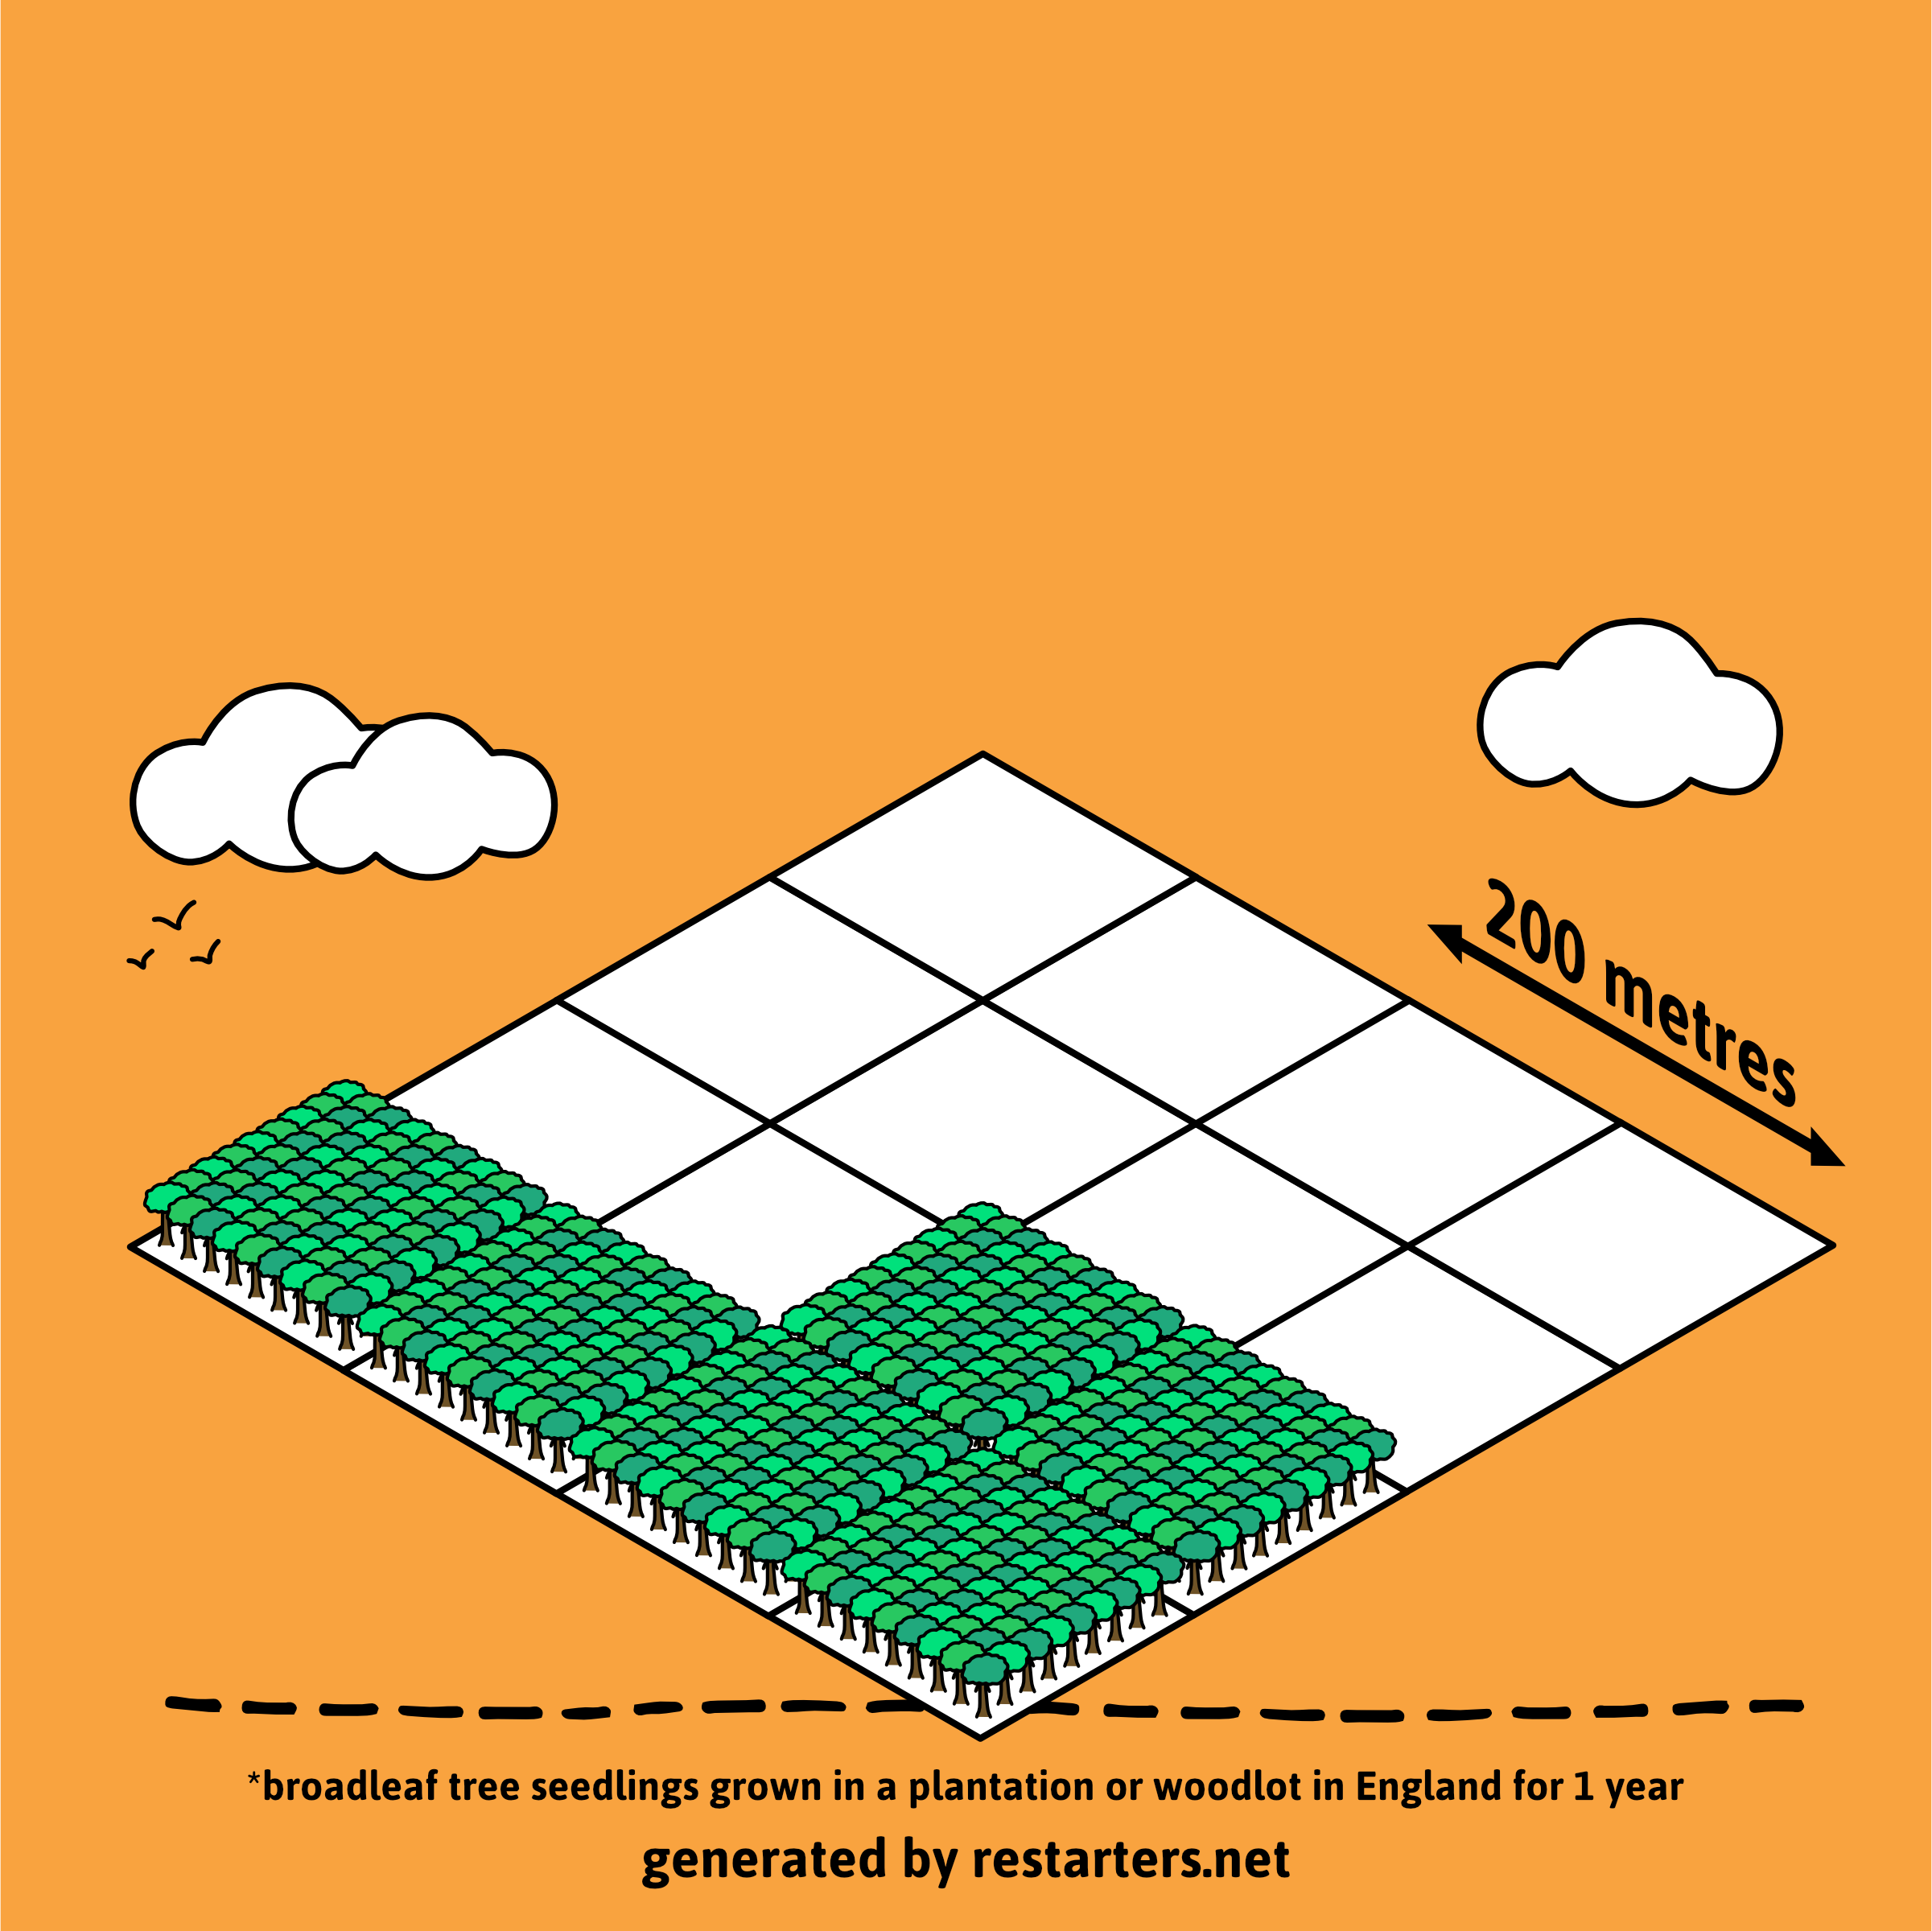 200 metres
*broadleaf tree seedlings grown in a plantation or woodlot in England for 1 year
generated by restarters.net